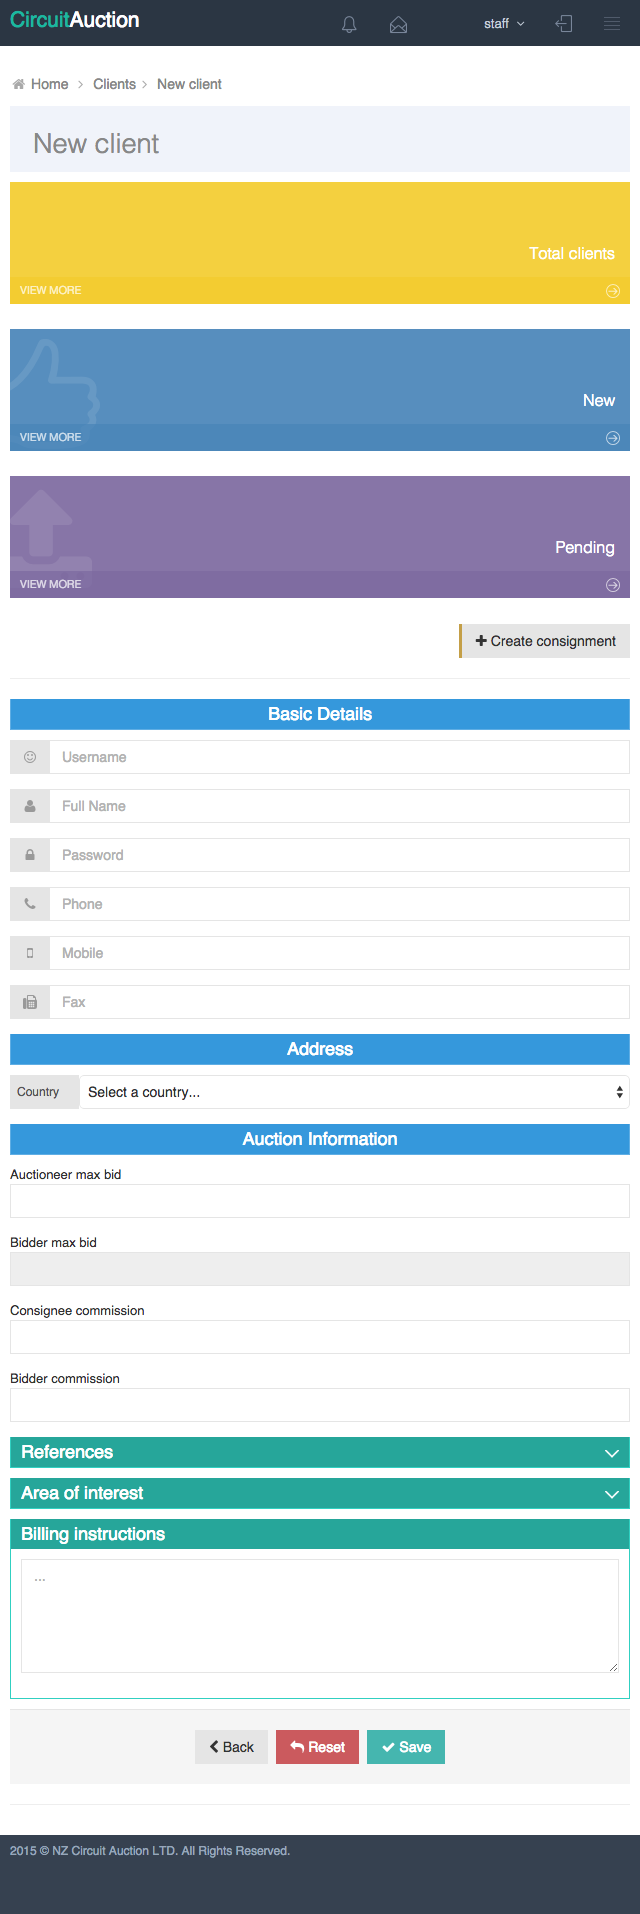 CircuitAuction
staff
Home > Clients > New client
New client
Total clients
VIEW MORE
New
VIEW MORE
Pending
VIEW MORE
Create consignment
Basic Details
Username
Full Name
Password
Phone
Mobile
Fax
Address
Country
Select a country...
Auction Information
Auctioneer max bid
Bidder max bid
Consignee commission
Bidder commission
References
Area of interest
Billing instructions
...
Back
Reset
Save
2015 © NZ Circuit Auction LTD. All Rights Reserved.